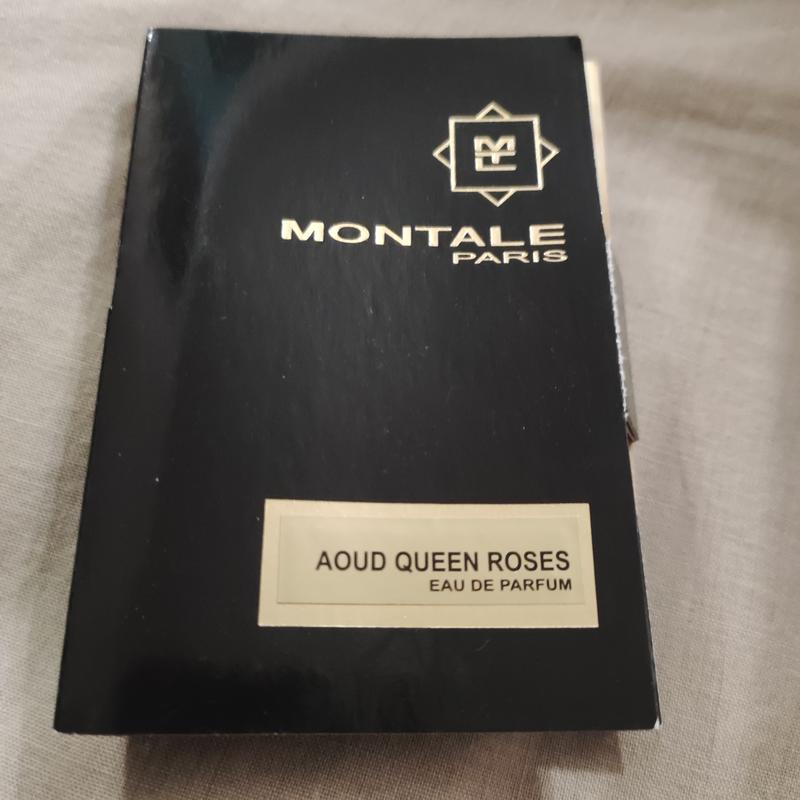 MONTALE
PARIS
AOUD QUEEN ROSES
EAU DE PARFUM